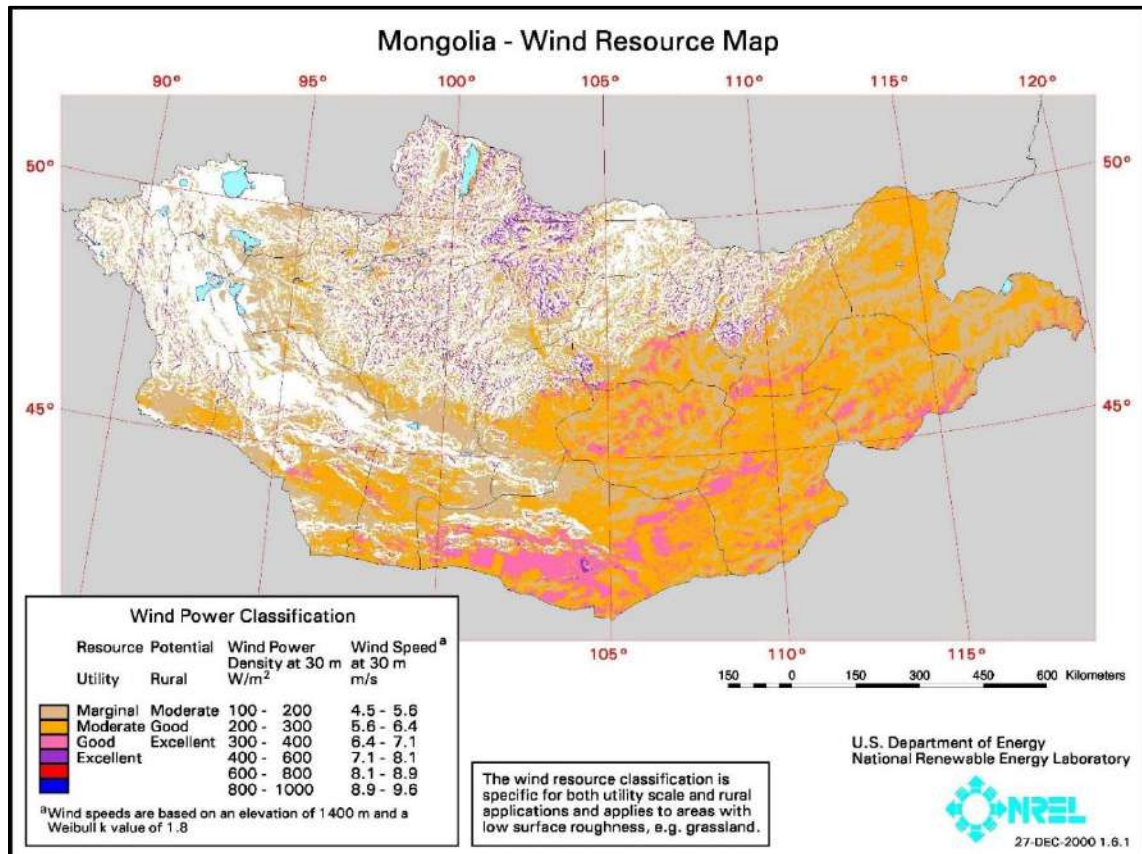 Mongolia - Wind Resource Map
90° 95° 100° 105° 110° 115° 120°
50° 50°
45° 45°
105° 110° 115°
Wind Power Classification
Resource Potential Wind Power Wind Speed a
Density at 30 m at 30 m
Utility Rural W/m2 m/s
Marginal Moderate 100 - 200 4.5 - 5.6
Moderate Good 200 - 300 5.6 - 6.4
Good Excellent 300 - 400 6.4 - 7.1
Excellent 400 - 600 7.1 - 8.1
600 - 800 8.1 - 8.9
800 - 1000 8.9 - 9.6
a Wind speeds are based on an elevation of 1400 m and a
Weibull k value of 1.8
The wind resource classification is
specific for both utility scale and rural
applications and applies to areas with
low surface roughness, e.g. grassland.
150 0 150 300 450 600 Kilometers
U.S. Department of Energy
National Renewable Energy Laboratory
NREL
27-DEC-2000 1.6.1